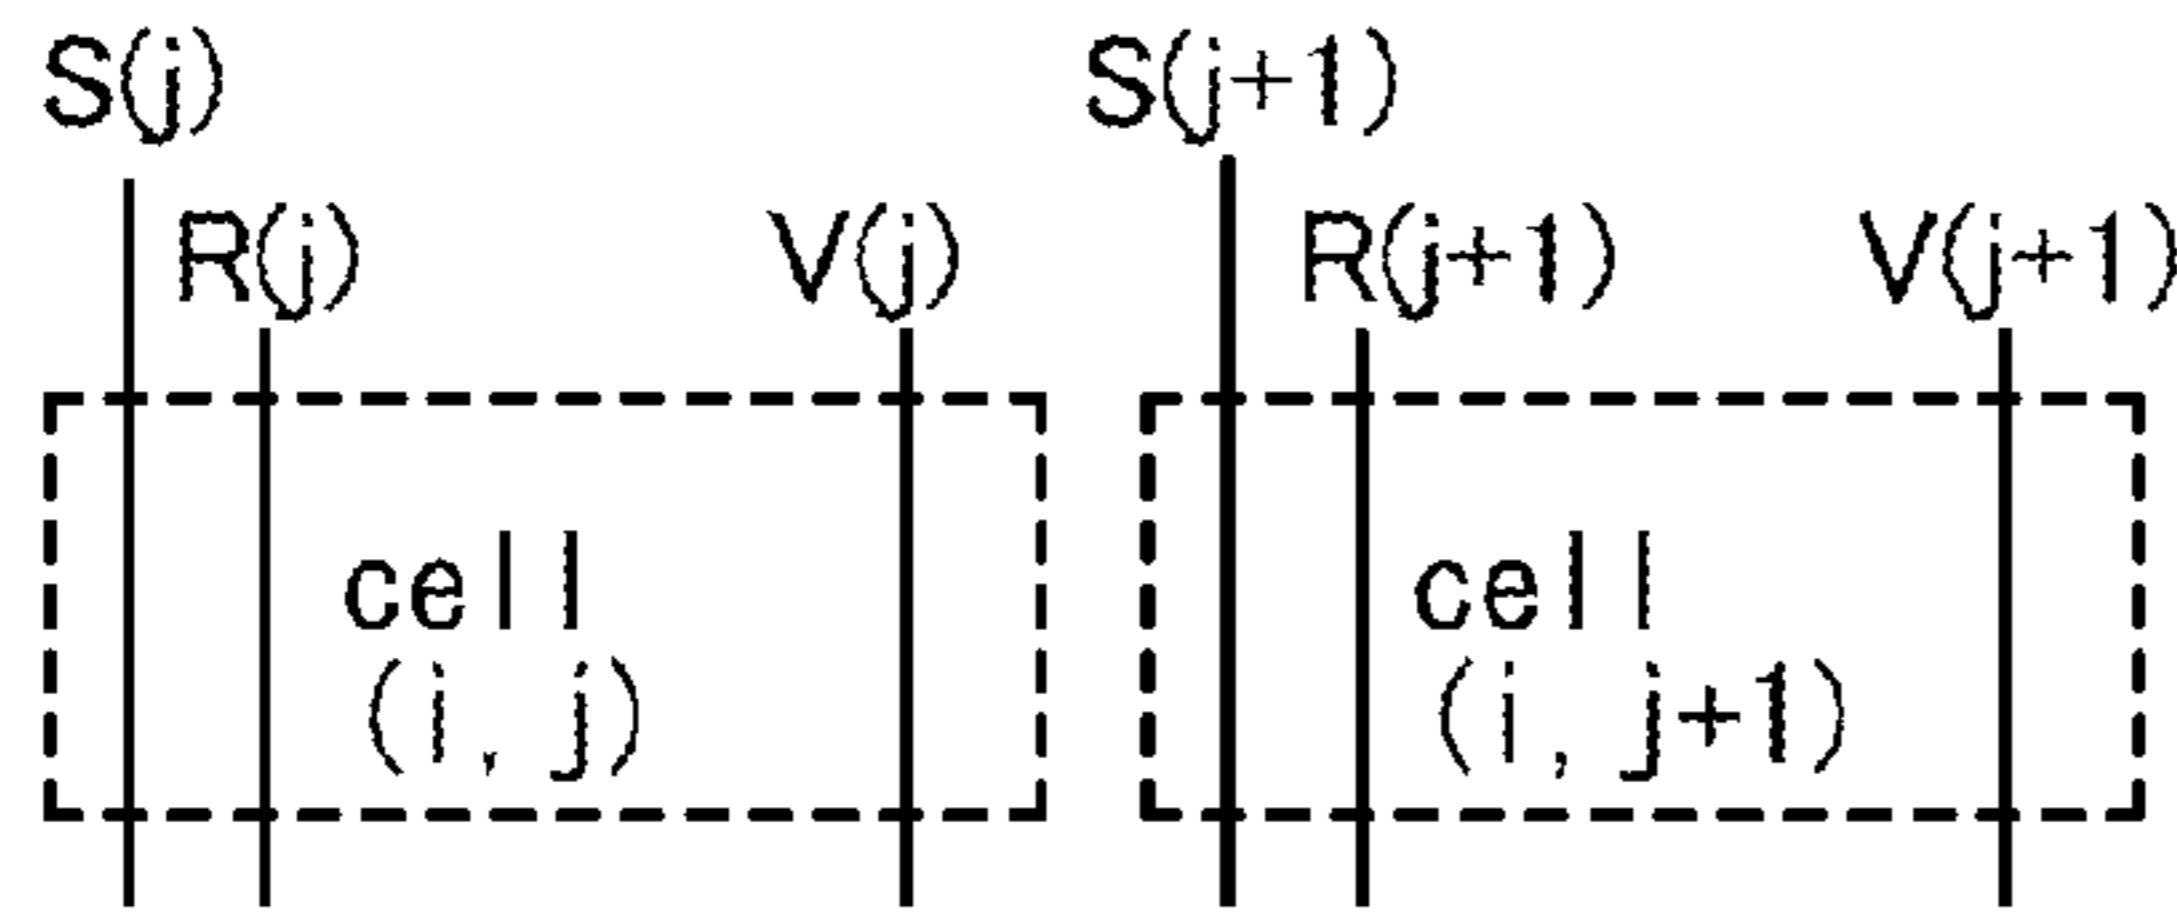 S(j) S(j+1)
R(j) V(j) R(j+1) V(j+1)
cell cell
(i, j) (i, j+1)